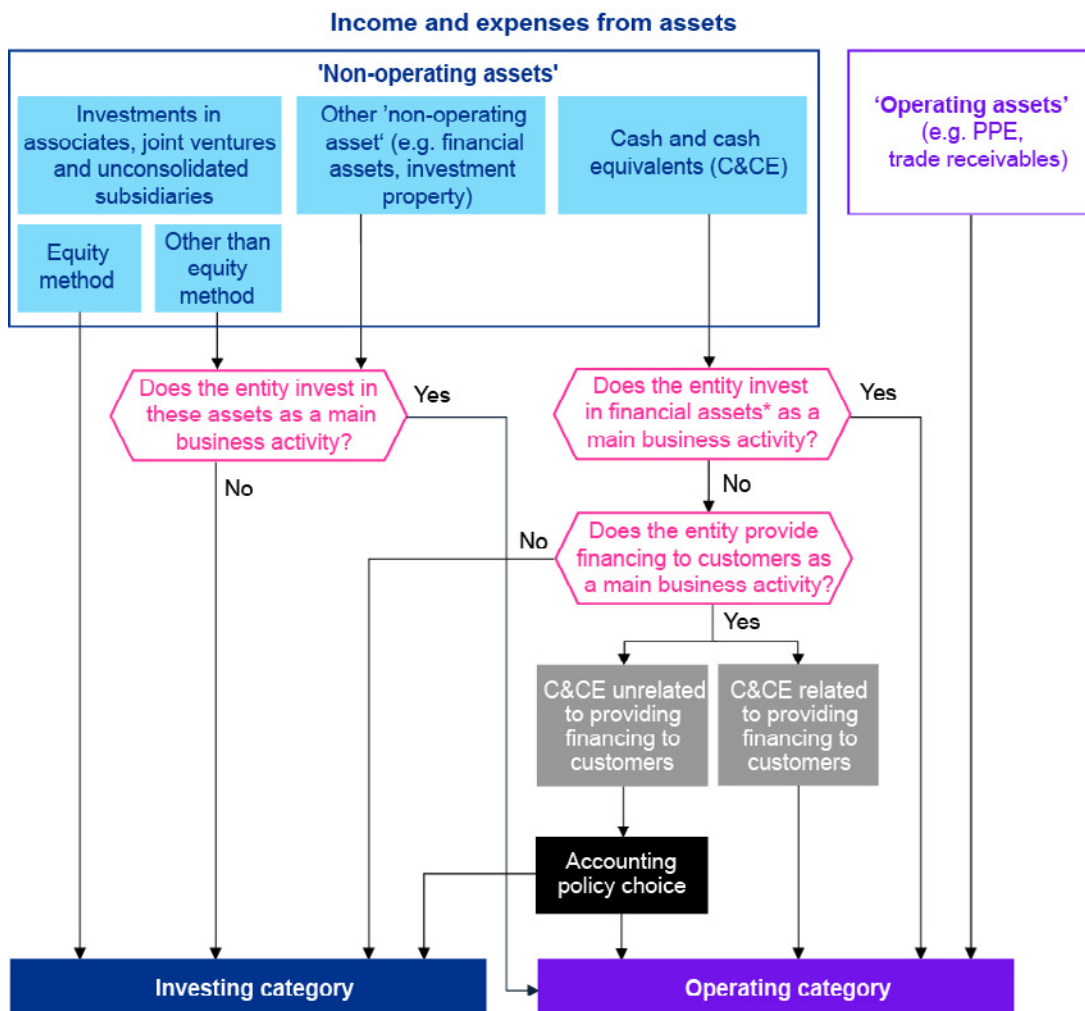 Income and expenses from assets
'Non-operating assets'
Investments in
associates, joint ventures
and unconsolidated
subsidiaries
Other 'non-operating
asset‘ (e.g. financial
assets, investment
property)
Cash and cash
equivalents (C&CE)
‘Operating assets’
(e.g. PPE,
trade receivables)
Equity
method
Other than
equity
method
Does the entity invest in
these assets as a main
business activity?
Yes
No
Does the entity invest
in financial assets* as a
main business activity?
Yes
No
Does the entity provide
financing to customers as
a main business activity?
No
Yes
C&CE unrelated
to providing
financing to
customers
C&CE related
to providing
financing to
customers
Accounting
policy choice
Investing category
Operating category